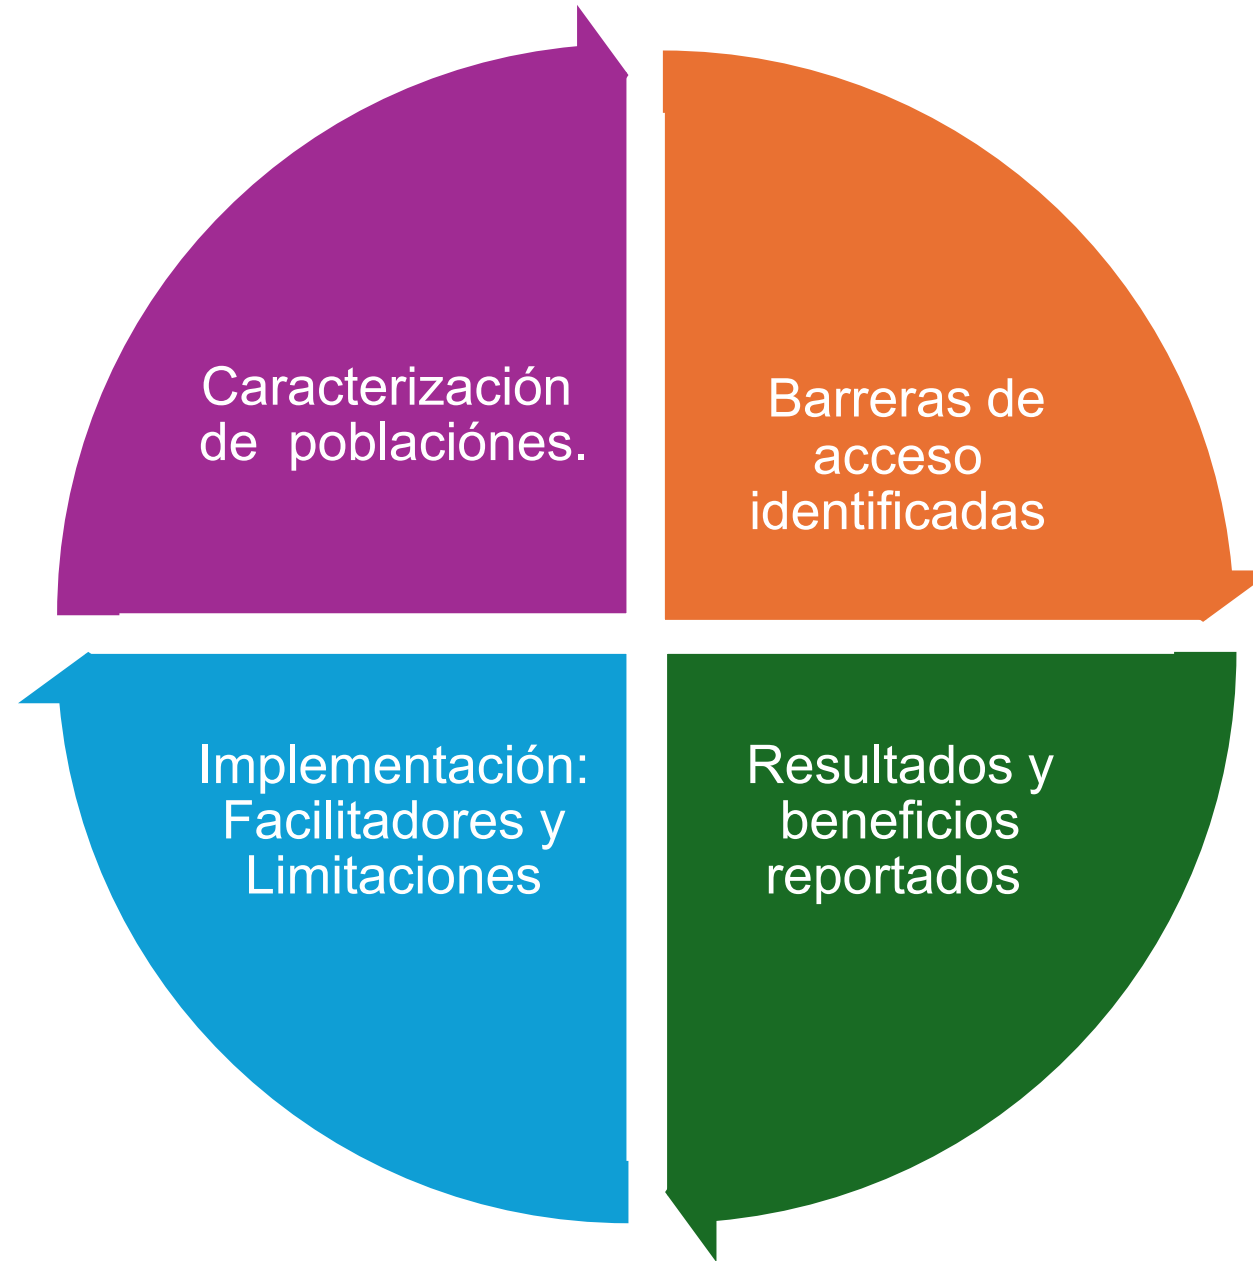 Caracterización
de  poblaciónes.
Barreras de
acceso
identificadas
Implementación:
Facilitadores y
Limitaciones
Resultados y
beneficios
reportados